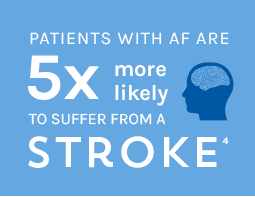 PATIENTS WITH AF ARE
5x more
likely
TO SUFFER FROM A
STROKE⁴